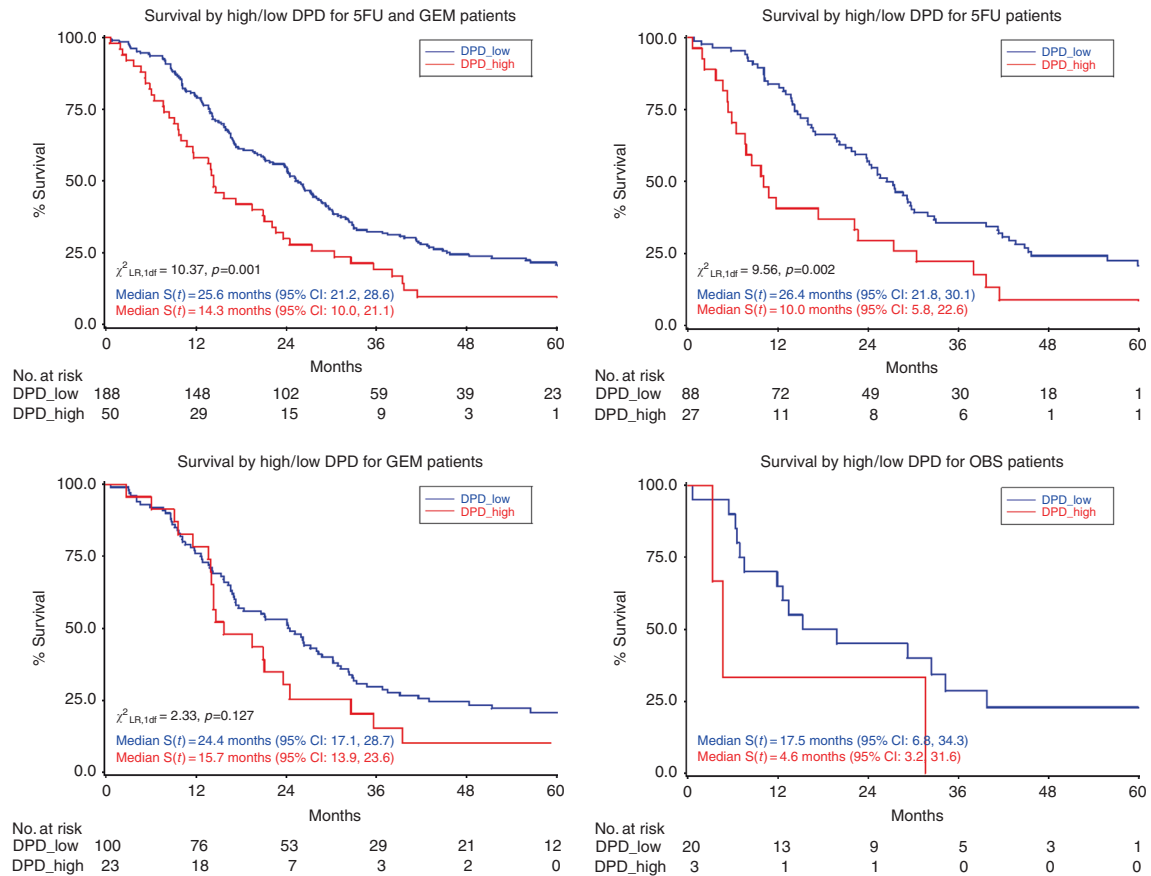 Survival by high/low DPD for 5FU and GEM patients
100.0
75.0
50.0
25.0
0.0
% Survival
DPD_low
DPD_high
χ²LR,1df = 10.37, p=0.001
Median S(t)=25.6 months (95% CI: 21.2, 28.6)
Median S(t)=14.3 months (95% CI: 10.0, 21.1)
0 12 24 36 48 60
Months
No. at risk
DPD_low 188 148 102 59 39 23
DPD_high 50 29 15 9 3 1
Survival by high/low DPD for 5FU patients
100.0
75.0
50.0
25.0
0.0
% Survival
DPD_low
DPD_high
χ²LR,1df = 9.56, p=0.002
Median S(t)=26.4 months (95% CI: 21.8, 30.1)
Median S(t)=10.0 months (95% CI: 5.8, 22.6)
0 12 24 36 48 60
Months
No. at risk
DPD_low 88 72 49 30 18 1
DPD_high 27 11 8 6 1 1
Survival by high/low DPD for GEM patients
100.0
75.0
50.0
25.0
0.0
% Survival
DPD_low
DPD_high
χ²LR,1df = 2.33, p=0.127
Median S(t)=24.4 months (95% CI: 17.1, 28.7)
Median S(t)=15.7 months (95% CI: 13.9, 23.6)
0 12 24 36 48 60
Months
No. at risk
DPD_low 100 76 53 29 21 12
DPD_high 23 18 7 3 2 0
Survival by high/low DPD for OBS patients
100.0
75.0
50.0
25.0
0.0
% Survival
DPD_low
DPD_high
Median S(t)=17.5 months (95% CI: 6.8, 34.3)
Median S(t)=4.6 months (95% CI: 3.2, 31.6)
0 12 24 36 48 60
Months
No. at risk
DPD_low 20 13 9 5 3 1
DPD_high 3 1 1 0 0 0